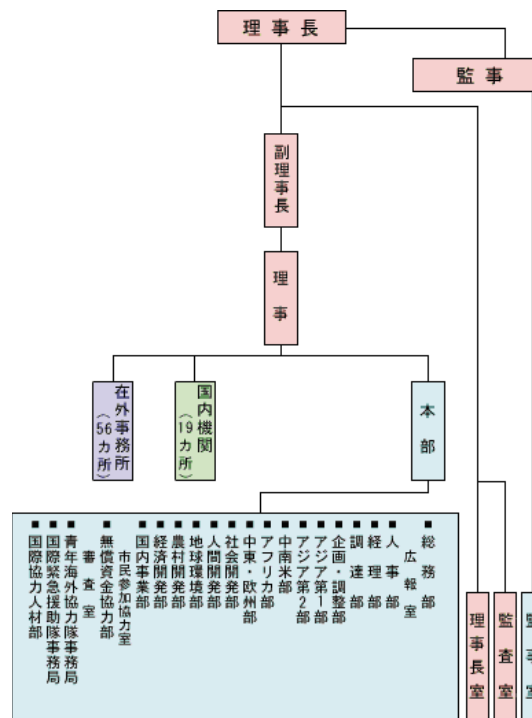 理事長
監事
副理事長
理事
在外事務所
（56カ所）
国内機関
（19カ所）
本部
■総務部
広報室
■人事部
■経理部
■調達部
■企画・調整部
■アジア第1部
■アジア第2部
■中南米部
■アフリカ部
■中東・欧州部
■社会開発部
■人間開発部
■地球環境部
■農村開発部
■経済開発部
■国内事業部
市民参加協力室
■無償資金協力部
審査室
■青年海外協力隊事務局
■国際緊急援助隊事務局
■国際協力人材部
理事長室
監査室
監事室